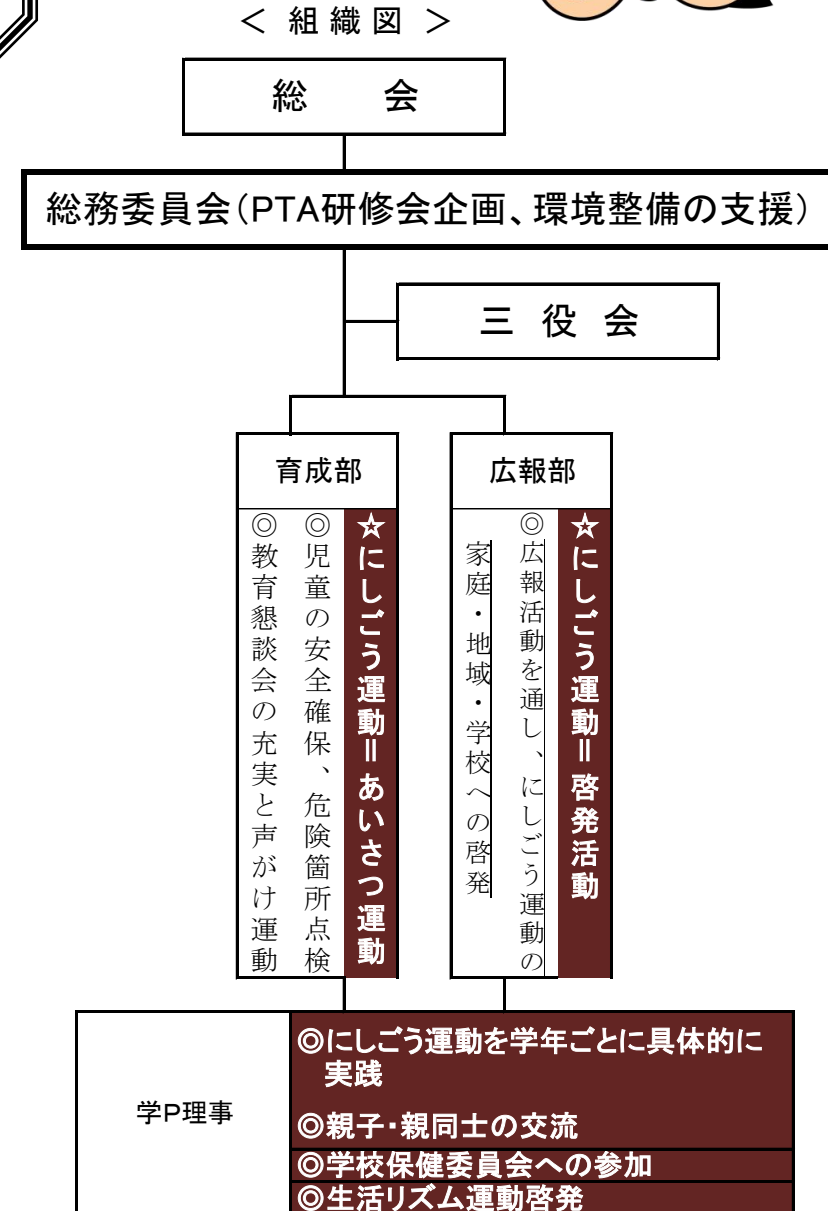 ＜ 組 織 図 ＞
総　　会
総務委員会（PTA研修会企画、環境整備の支援）
三 役 会
育成部
☆にしごう運動＝あいさつ運動
◎児童の安全確保、危険箇所点検
◎教育懇談会の充実と声がけ運動
広報部
☆にしごう運動＝啓発活動
◎広報活動を通し、にしごう運動の
家庭・地域・学校への啓発
学P理事
◎にしごう運動を学年ごとに具体的に
実践
◎親子・親同士の交流
◎学校保健委員会への参加
◎生活リズム運動啓発